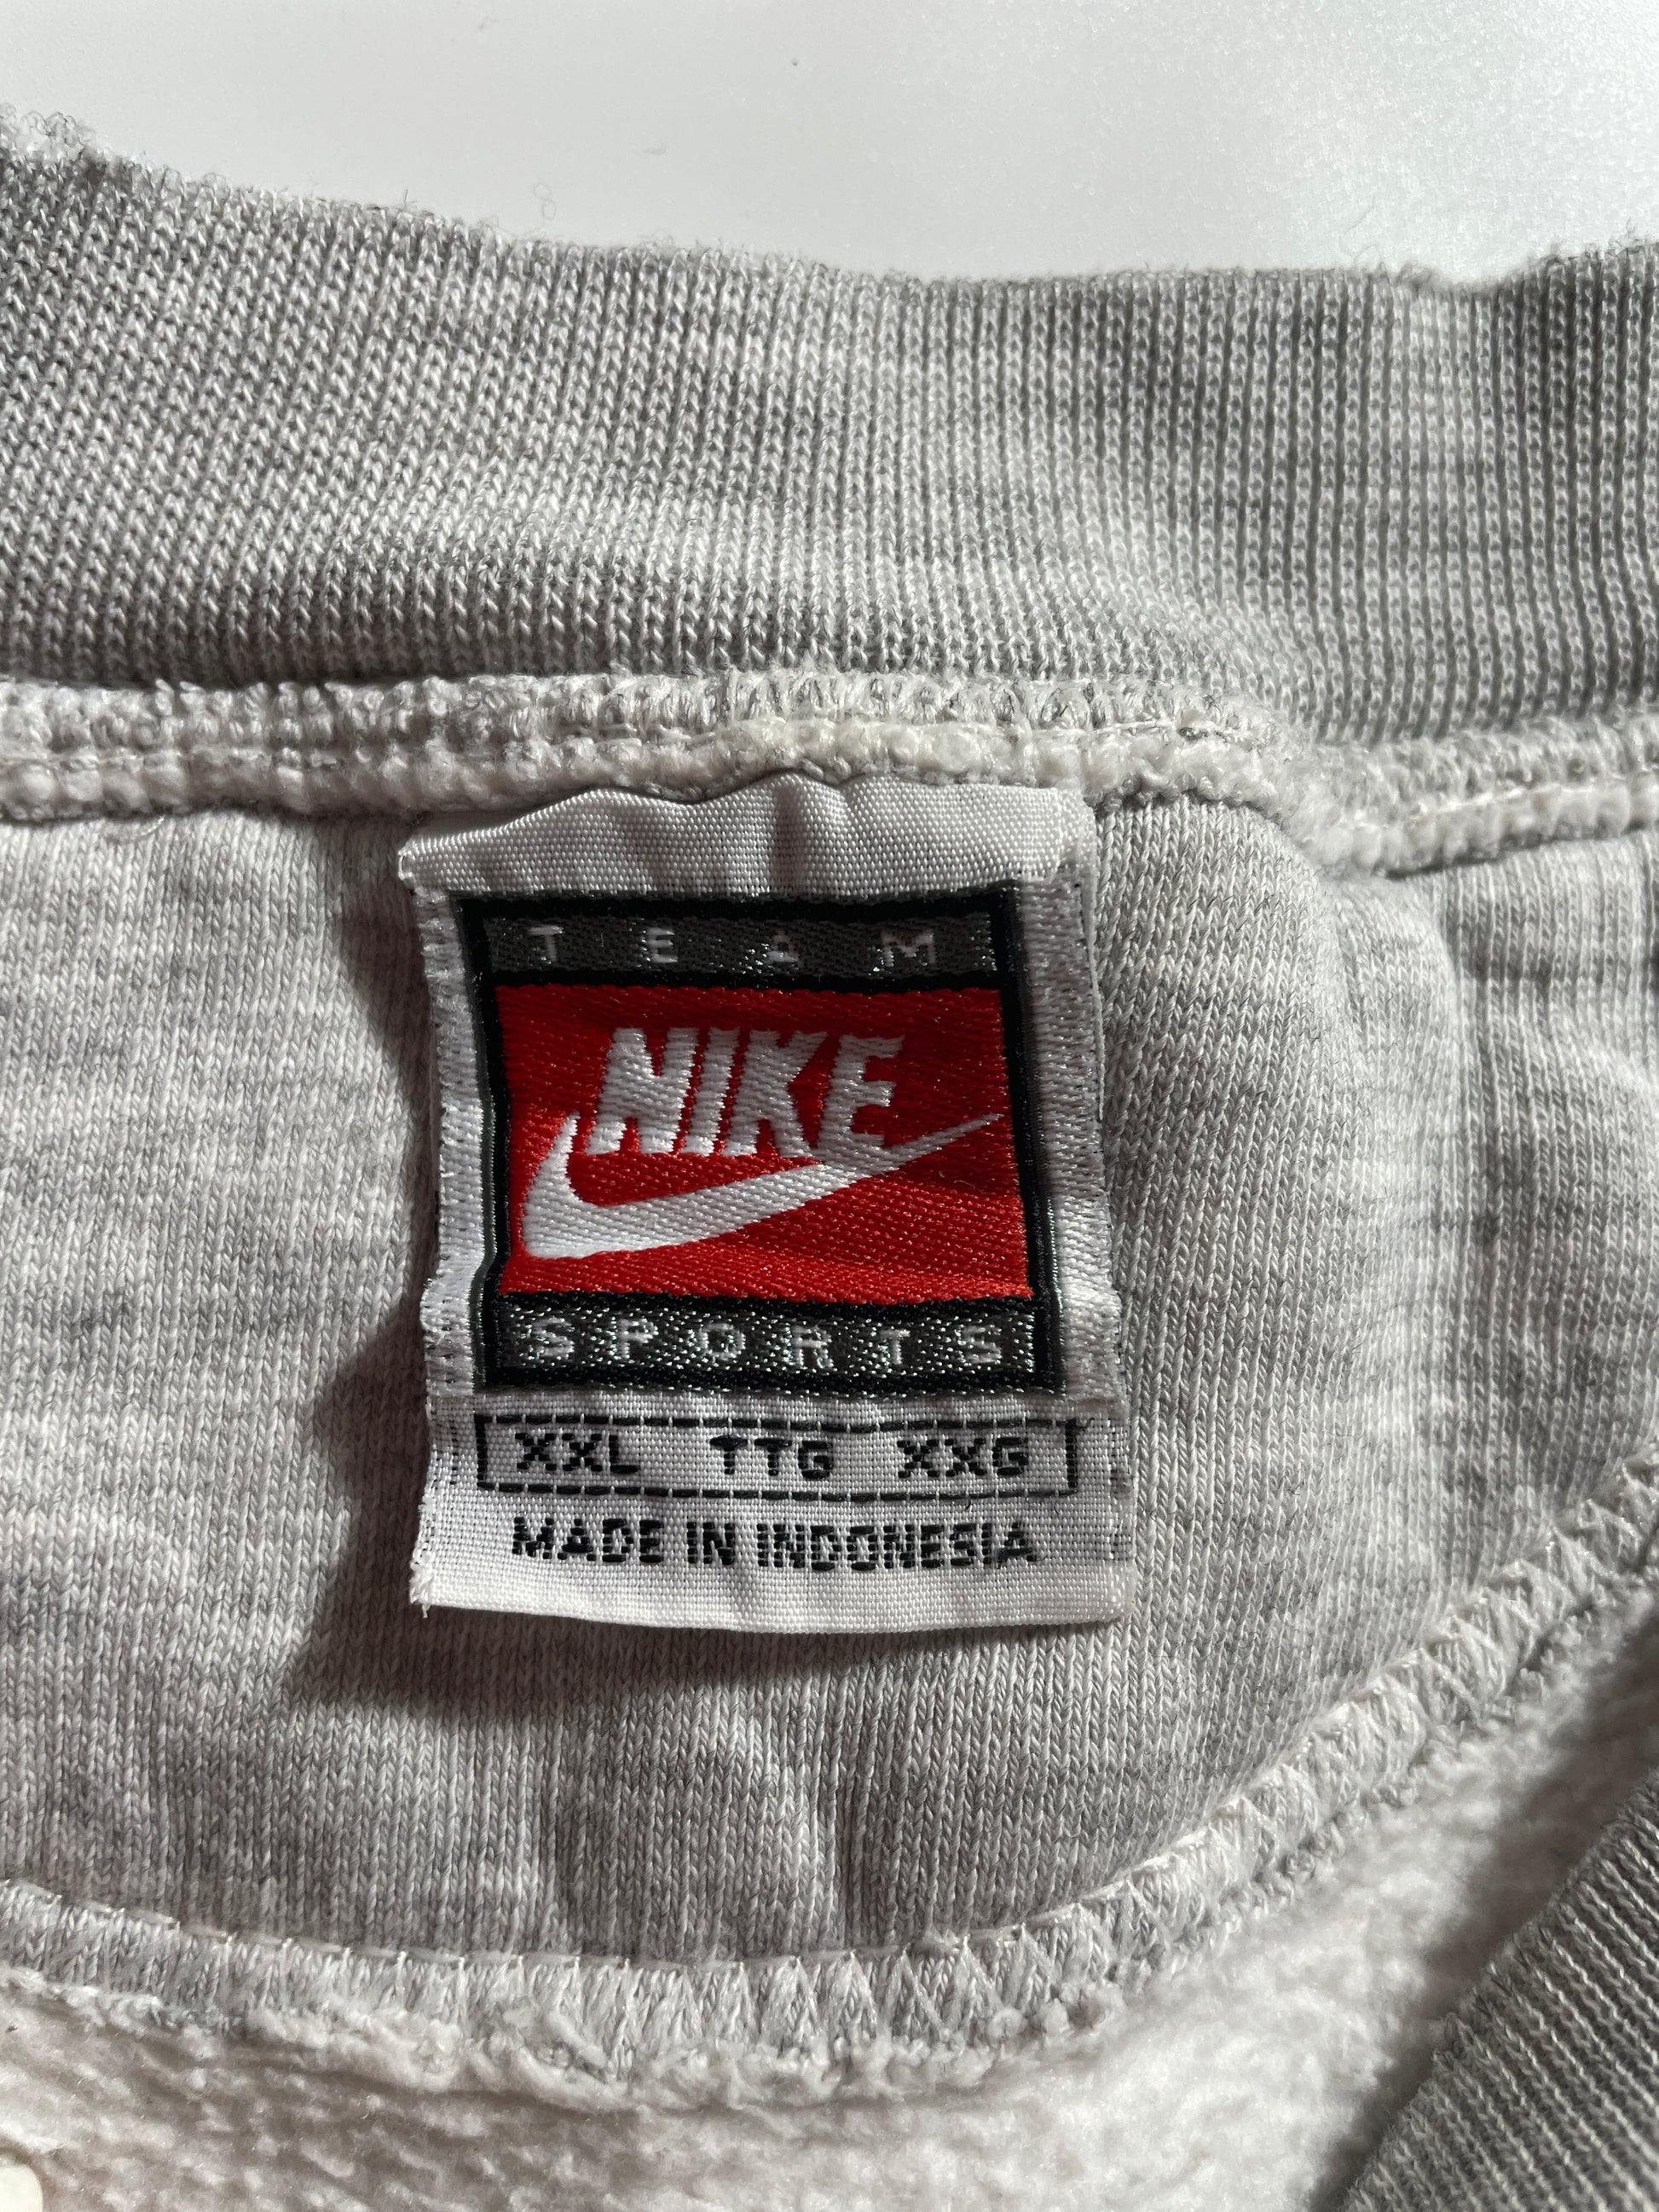 TEAM
NIKE
SPORTS
XXL TTG XXG
MADE IN INDONESIA